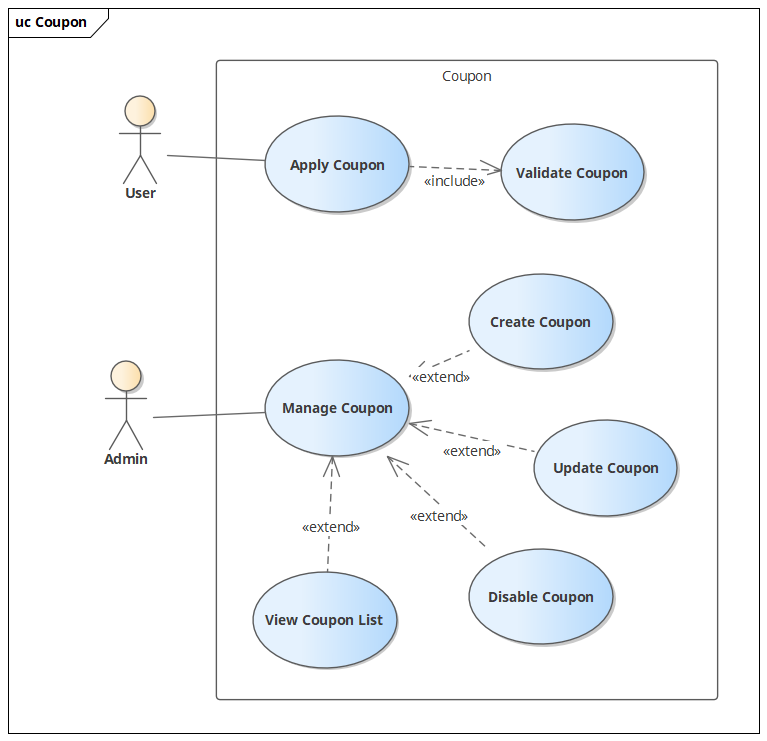 uc Coupon
Coupon
User
Apply Coupon
«include»
Validate Coupon
Create Coupon
«extend»
Admin
Manage Coupon
«extend»
Update Coupon
«extend»
«extend»
Disable Coupon
View Coupon List